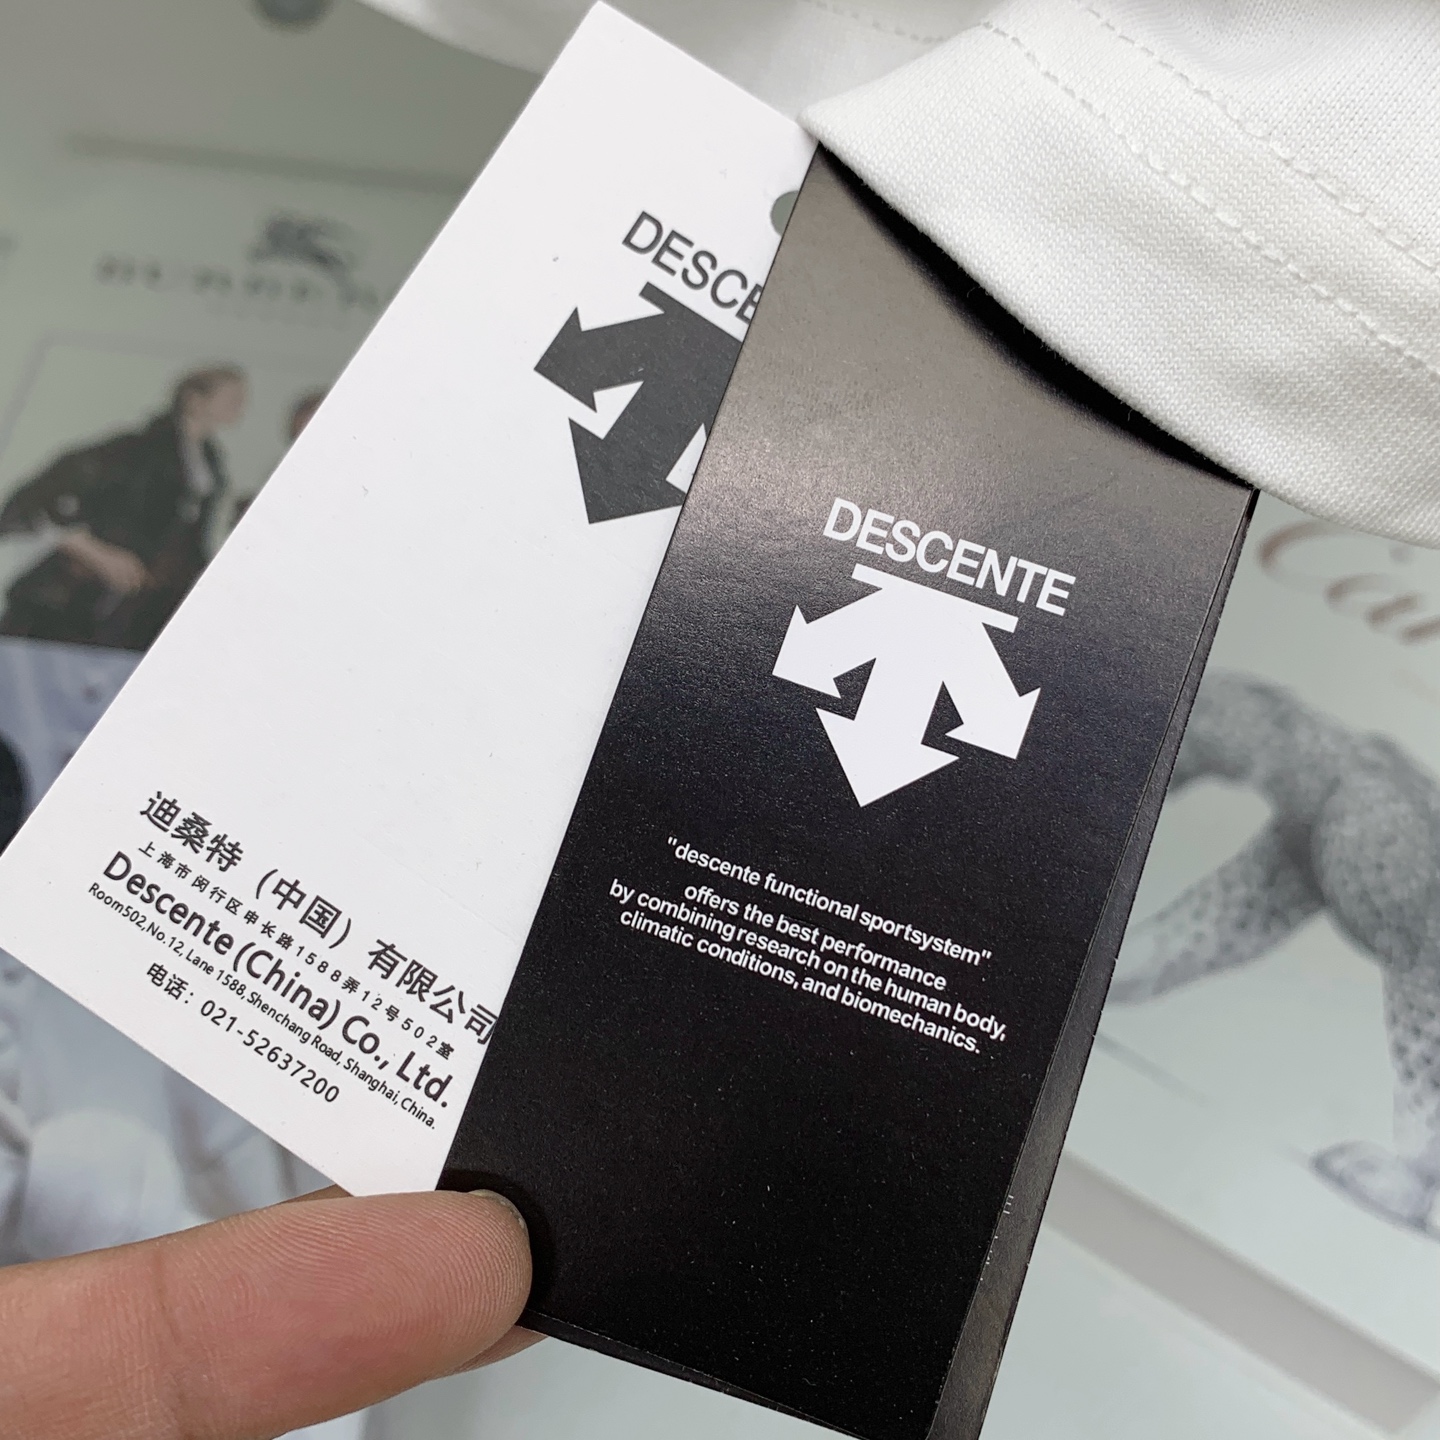 DESCE
迪桑特（中国）有限公司
上海市闵行区申长路1588弄12号502室
Descente (China) Co., Ltd.
Room502,No.12, Lane 1588,Shenchang Road, Shanghai, China.
电话：021-52637200
DESCENTE
"descente functional sportsystem"
offers the best performance
by combining research on the human body,
climatic conditions, and biomechanics.